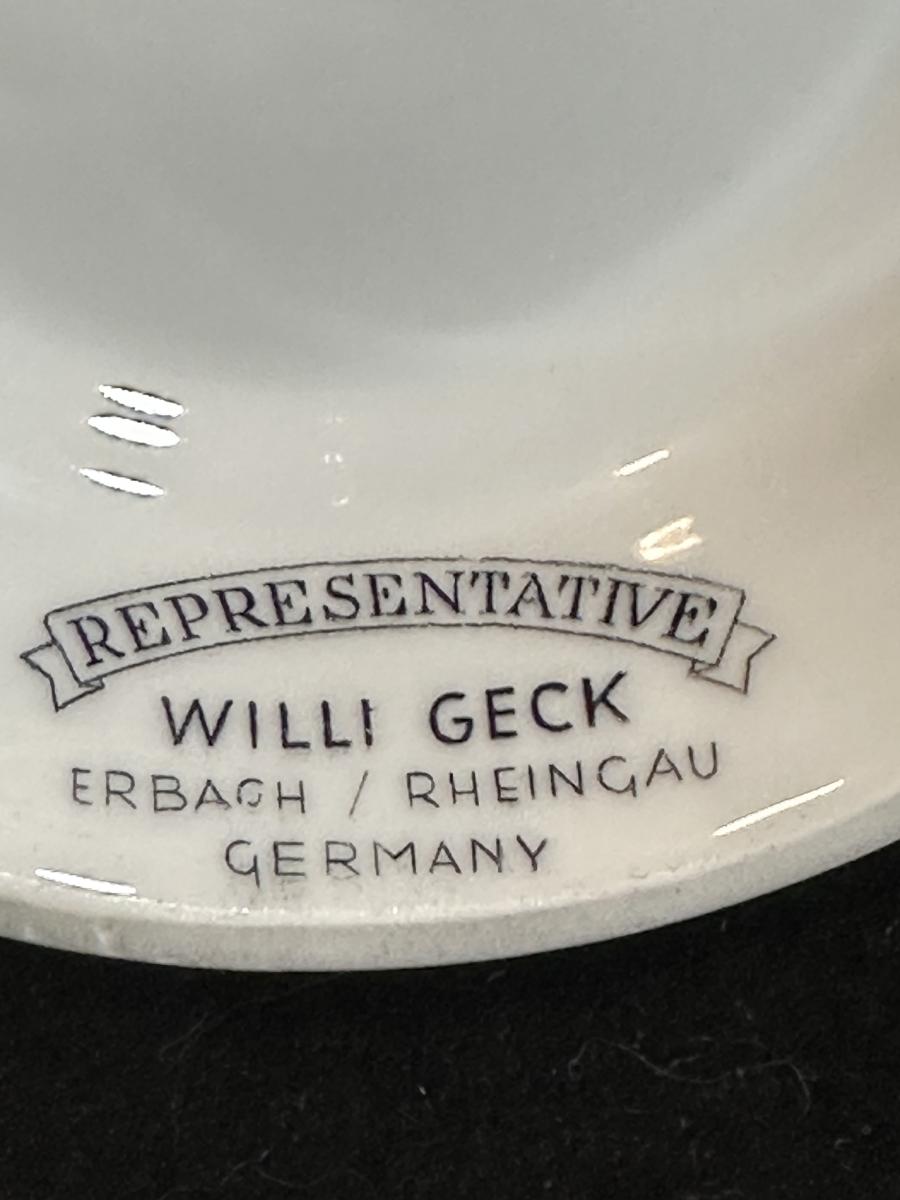 REPRESENTATIVE
WILLI GECK
ERBACH / RHEINGAU
GERMANY